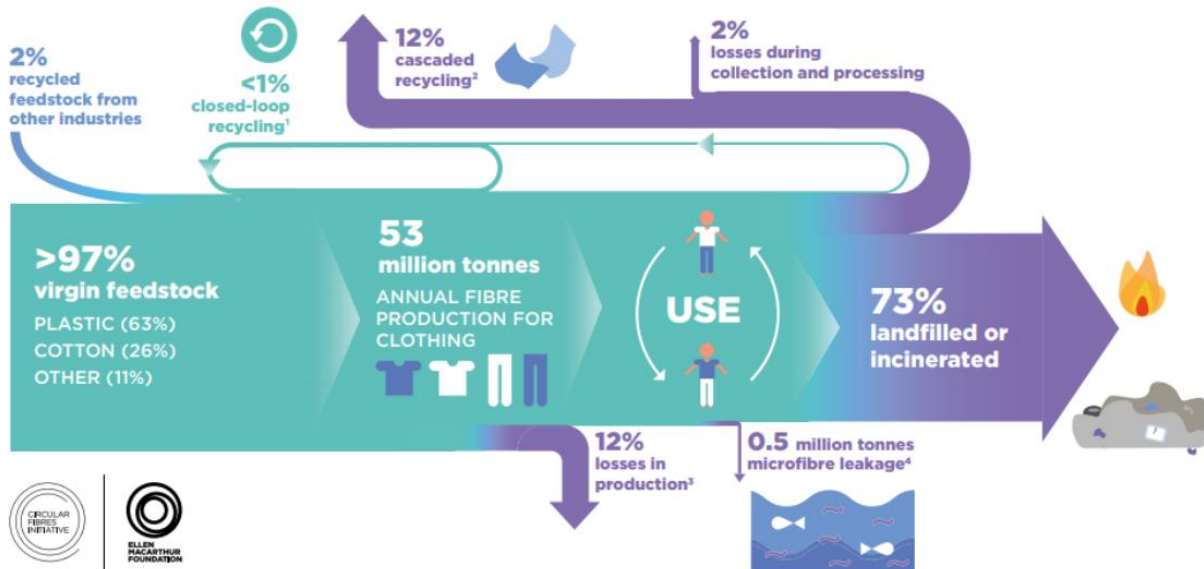 2%
recycled
feedstock from
other industries
<1%
closed-loop
recycling¹
12%
cascaded
recycling²
2%
losses during
collection and processing
>97%
virgin feedstock
PLASTIC (63%)
COTTON (26%)
OTHER (11%)
53
million tonnes
ANNUAL FIBRE
PRODUCTION FOR
CLOTHING
USE
73%
landfilled or
incinerated
12%
losses in
production³
0.5 million tonnes
microfibre leakage⁴
CIRCULAR
FIBRES
INITIATIVE
ELLEN
MACARTHUR
FOUNDATION